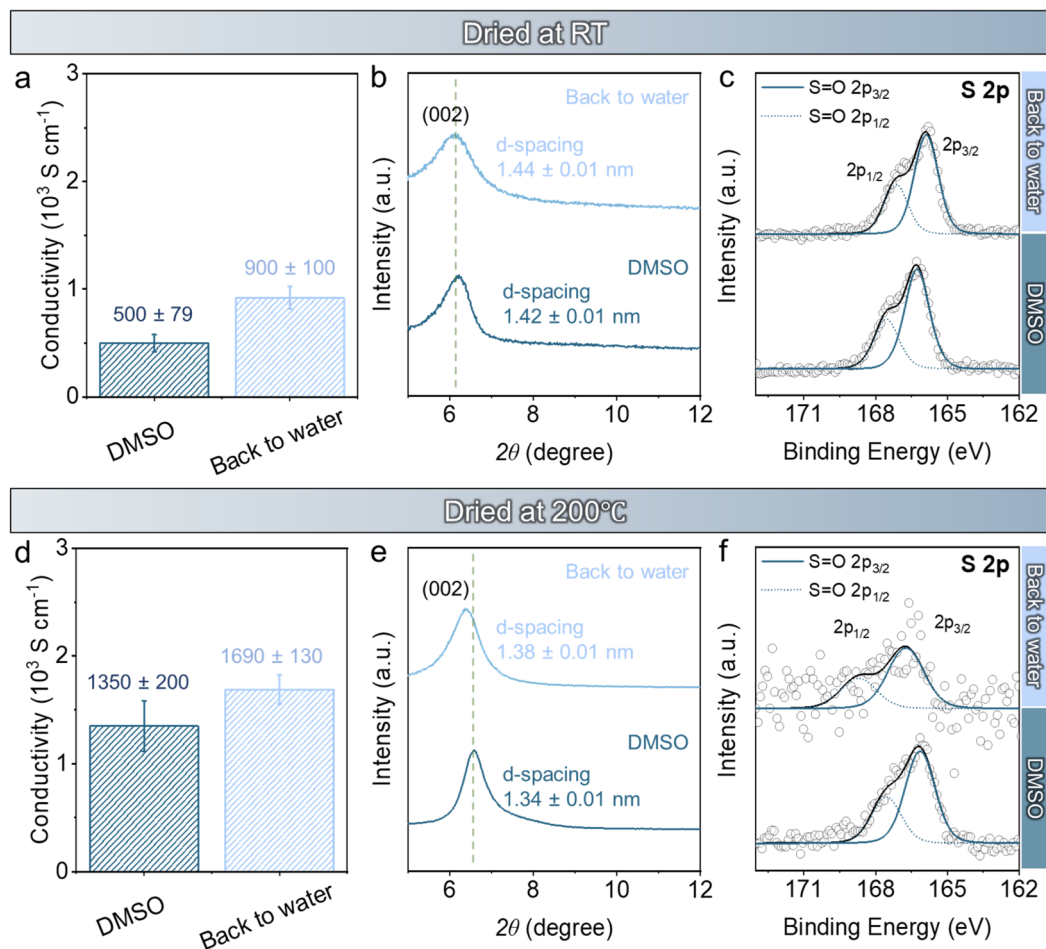 Dried at RT
a
3
2
1
0
Conductivity (10³ S cm⁻¹)
500 ± 79
900 ± 100
DMSO
Back to water
b
Intensity (a.u.)
(002)
Back to water
d-spacing
1.44 ± 0.01 nm
DMSO
d-spacing
1.42 ± 0.01 nm
6 8 10 12
2θ (degree)
c
Intensity (a.u.)
S=O 2p₃/₂
S=O 2p₁/₂
S 2p
2p₃/₂
2p₁/₂
171 168 165 162
Binding Energy (eV)
Back to water
DMSO
Dried at 200℃
d
3
2
1
0
Conductivity (10³ S cm⁻¹)
1350 ± 200
1690 ± 130
DMSO
Back to water
e
Intensity (a.u.)
(002)
Back to water
d-spacing
1.38 ± 0.01 nm
DMSO
d-spacing
1.34 ± 0.01 nm
6 8 10 12
2θ (degree)
f
Intensity (a.u.)
S=O 2p₃/₂
S=O 2p₁/₂
S 2p
2p₁/₂
2p₃/₂
171 168 165 162
Binding Energy (eV)
Back to water
DMSO